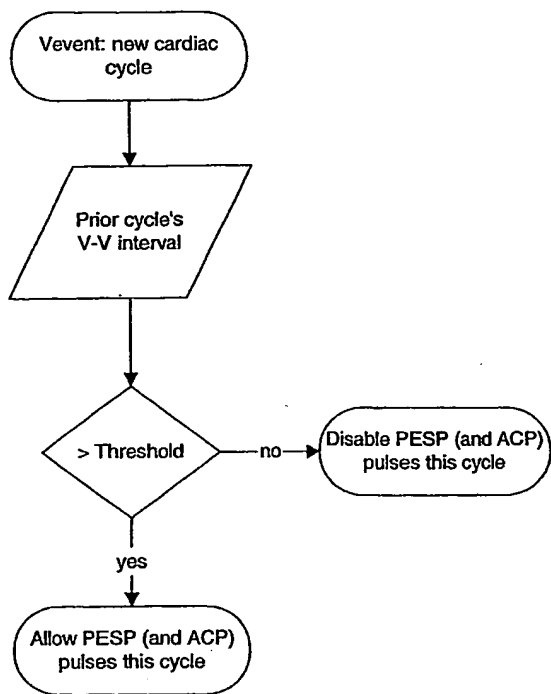 Vevent: new cardiac
cycle
Prior cycle's
V-V interval
> Threshold
no
Disable PESP (and ACP)
pulses this cycle
yes
Allow PESP (and ACP)
pulses this cycle